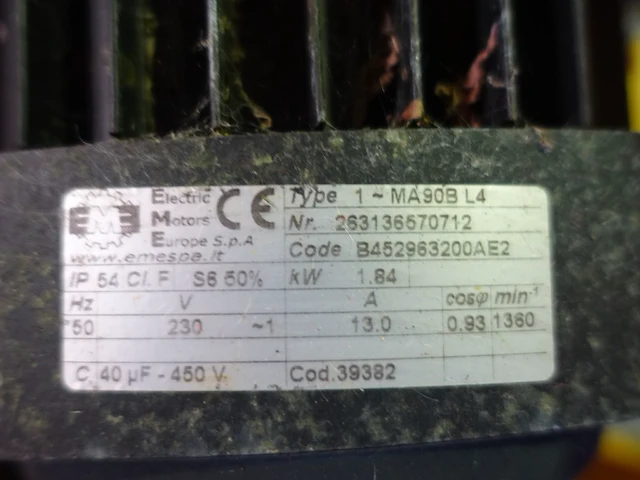 EME Electric Motors Europe S.p.A
CE
www.emespa.it
Type 1 ~ MA90B L4
Nr. 263136570712
Code B452963200AE2
IP 54 Cl. F S6 60% kW 1.84
Hz V A cosφ min-1
50 230 ~1 13.0 0.93 1360
C. 40 µF - 450 V. Cod.39382